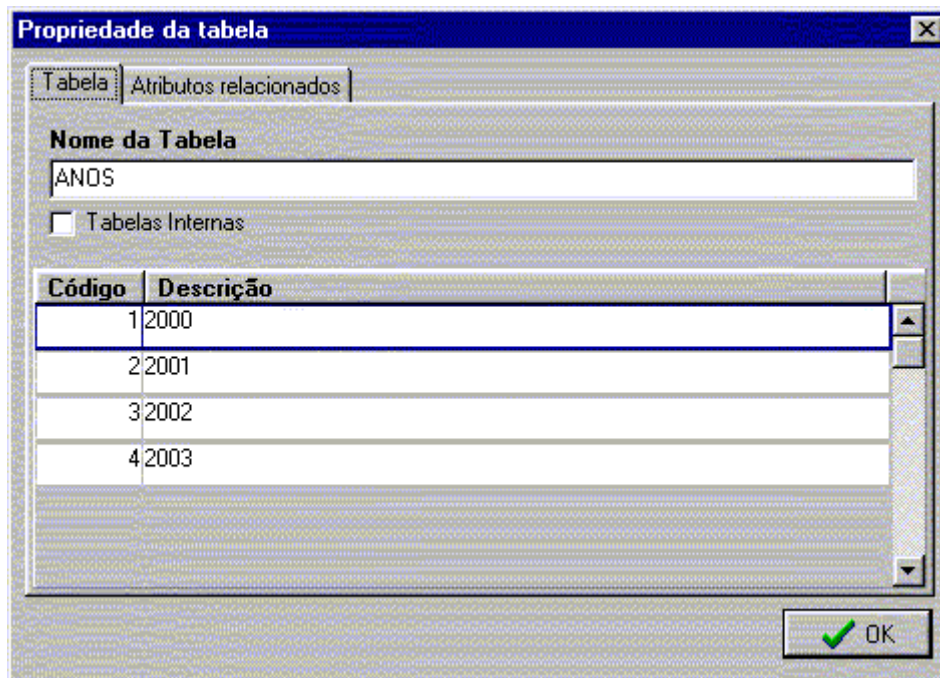 Propriedade da tabela
Tabela Atributos relacionados
Nome da Tabela
ANOS
Tabelas Internas
Código Descrição
1 2000
2 2001
3 2002
4 2003
OK